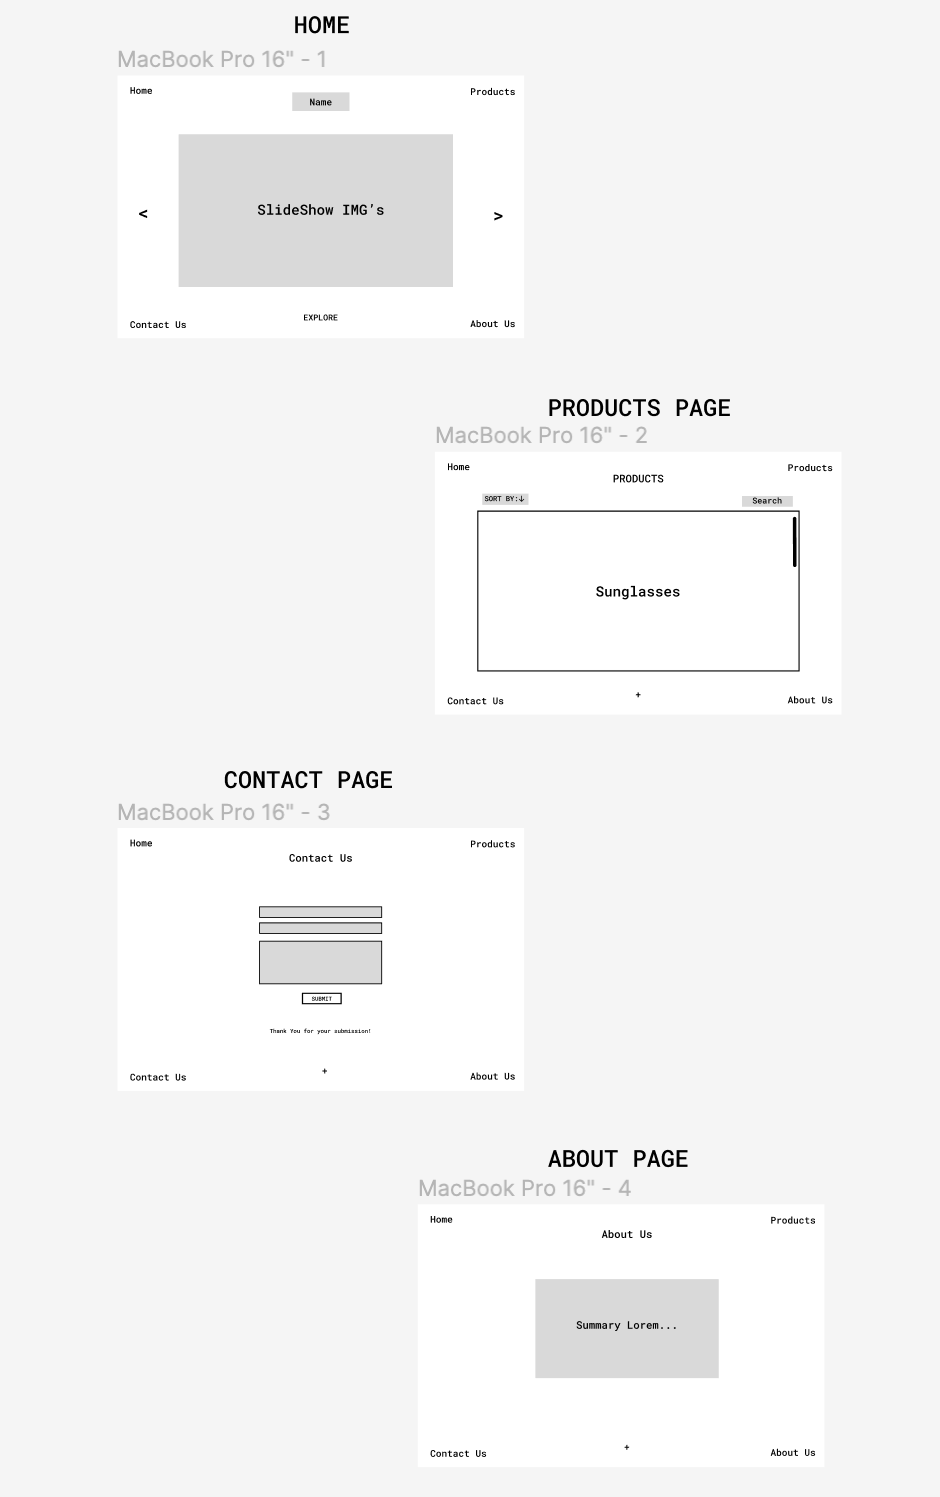 HOME
MacBook Pro 16" - 1
Home
Products
Name
SlideShow IMG's
<
>
EXPLORE
Contact Us
About Us
PRODUCTS PAGE
MacBook Pro 16" - 2
Home
Products
PRODUCTS
SORT BY:↓
Search
Sunglasses
+
Contact Us
About Us
CONTACT PAGE
MacBook Pro 16" - 3
Home
Products
Contact Us
SUBMIT
Thank You for your submission!
+
Contact Us
About Us
ABOUT PAGE
MacBook Pro 16" - 4
Home
Products
About Us
Summary Lorem...
+
Contact Us
About Us